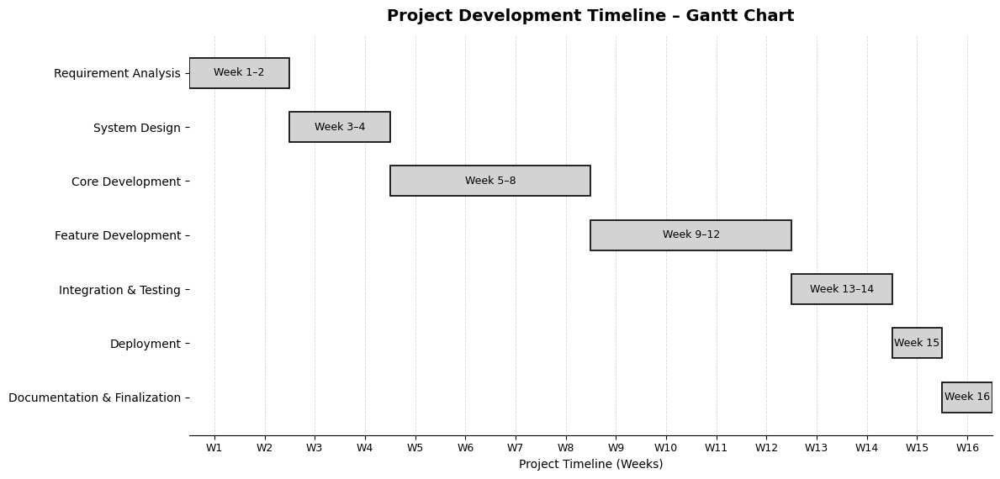 Project Development Timeline – Gantt Chart
Requirement Analysis
Week 1–2
System Design
Week 3–4
Core Development
Week 5–8
Feature Development
Week 9–12
Integration & Testing
Week 13–14
Deployment
Week 15
Documentation & Finalization
Week 16
W1 W2 W3 W4 W5 W6 W7 W8 W9 W10 W11 W12 W13 W14 W15 W16
Project Timeline (Weeks)